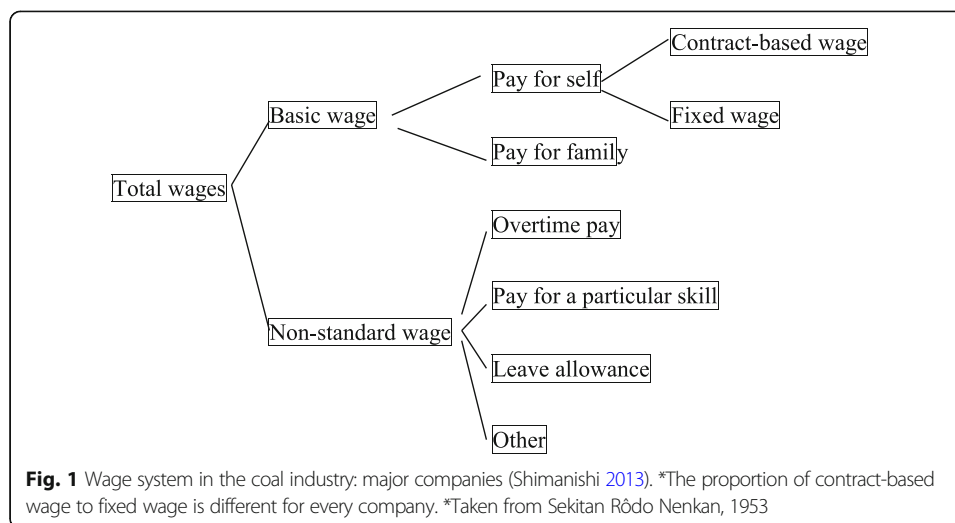 Contract-based wage
Pay for self
Basic wage
Fixed wage
Pay for family
Total wages
Overtime pay
Pay for a particular skill
Non-standard wage
Leave allowance
Other
Fig. 1 Wage system in the coal industry: major companies (Shimanishi 2013). *The proportion of contract-based
wage to fixed wage is different for every company. *Taken from Sekitan Rôdo Nenkan, 1953